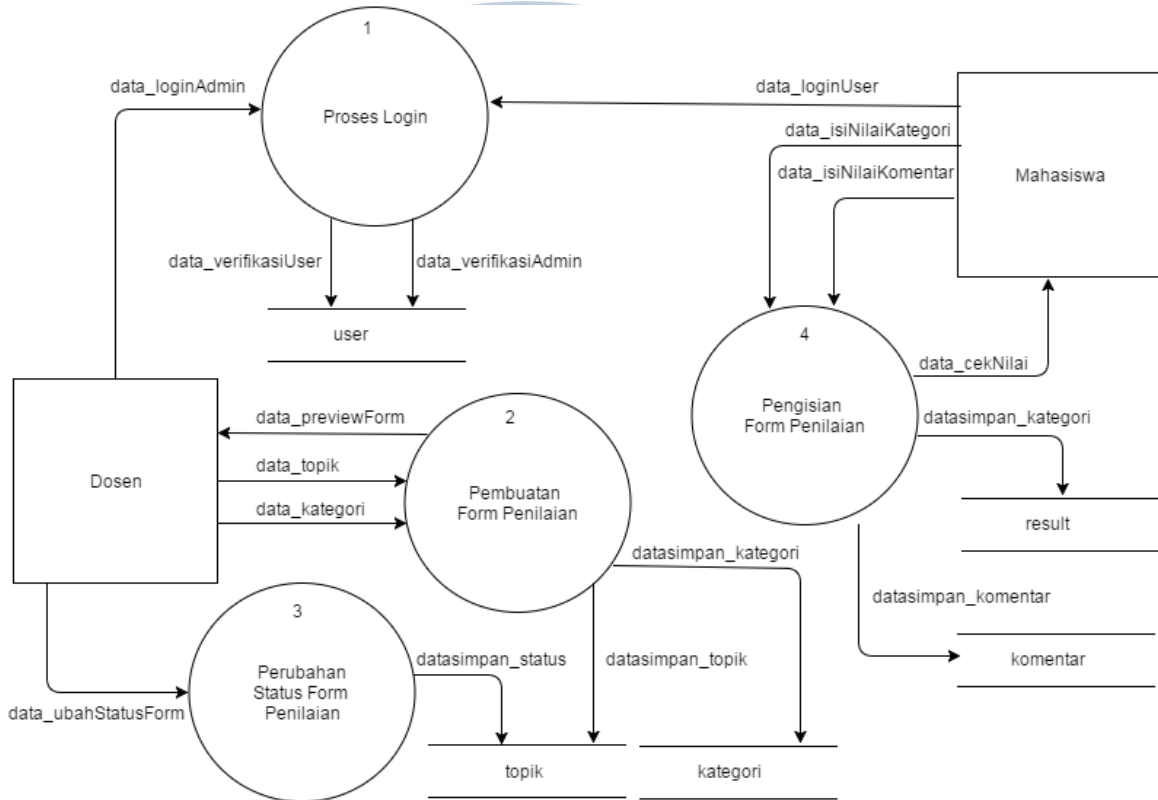 1
Proses Login
data_loginAdmin
data_loginUser
data_isiNilaiKategori
data_isiNilaiKomentar
Mahasiswa
data_verifikasiUser
data_verifikasiAdmin
user
4
Pengisian
Form Penilaian
data_cekNilai
datasimpan_kategori
result
datasimpan_komentar
komentar
Dosen
data_previewForm
data_topik
data_kategori
2
Pembuatan
Form Penilaian
datasimpan_kategori
datasimpan_topik
3
Perubahan
Status Form
Penilaian
data_ubahStatusForm
datasimpan_status
topik
kategori